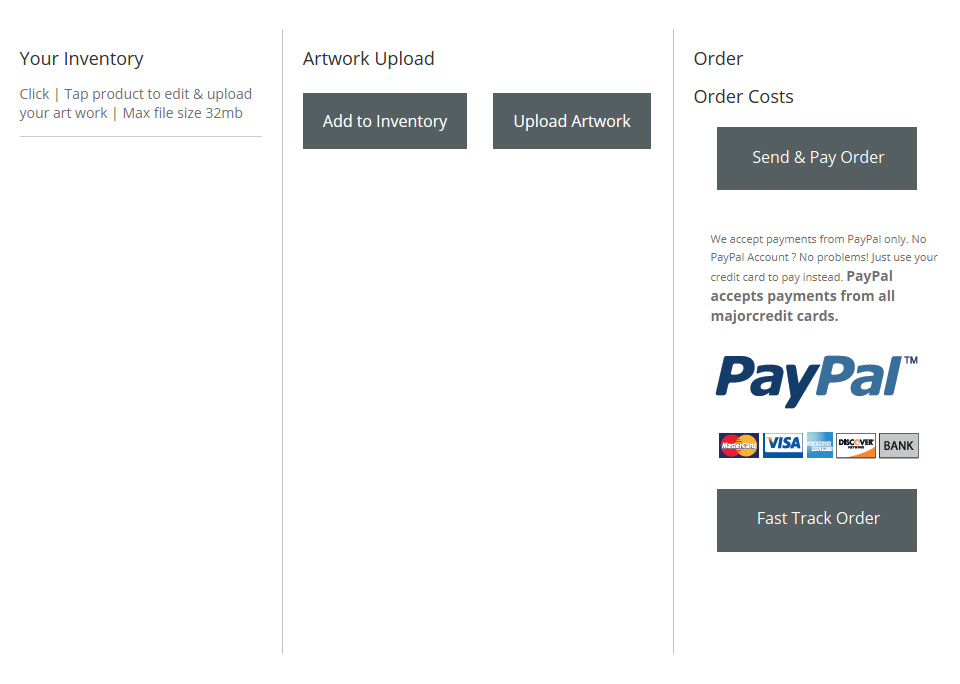 Your Inventory
Click | Tap product to edit & upload
your art work | Max file size 32mb
Artwork Upload
Add to Inventory
Upload Artwork
Order
Order Costs
Send & Pay Order
We accept payments from PayPal only. No
PayPal Account ? No problems! Just use your
credit card to pay instead. PayPal
accepts payments from all
majorcredit cards.
PayPal™
MasterCard
VISA
DISCOVER
NETWORK
BANK
Fast Track Order